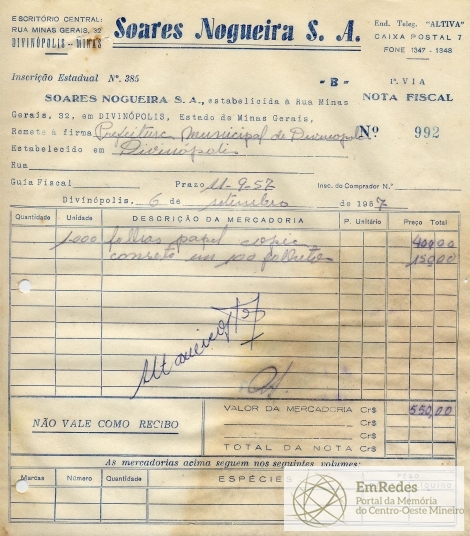 ESCRITÓRIO CENTRAL:
RUA MINAS GERAIS, 32
DIVINÓPOLIS - MINAS
Soares Nogueira S. A.
End. Teleg. "ALTIVA"
CAIXA POSTAL 7
FONE 1347 - 1348
Inscrição Estadual Nº. 385
- B -
1ª. VIA
NOTA FISCAL
SOARES NOGUEIRA S. A., estabelicida á Rua Minas
Gerais, 32, em DIVINÓPOLIS, Estado de Minas Gerais,
Remete á firma Prefeitura Municipal de Divinopolis
Nº 992
Estabelecido em Divinópolis
Rua
Guia Fiscal Prazo 11-9-57 Insc. do Comprador N.º
Divinópolis, 6 de setembro de 1957
Quantidade Unidade DESCRIÇÃO DA MERCADORIA P. Unitário Preço Total
1.000 folhas papel copia 400,00
150,00
VALOR DA MERCADORIA Cr$ 550,00
Cr$
NÃO VALE COMO RECIBO
Cr$
TOTAL DA NOTA Cr$
As mercadorias acima seguem nos seguintes volumes:
Marcas Número Quantidade ESPÉCIES PESO
EmRedes
Portal da Memória
do Centro-Oeste Mineiro